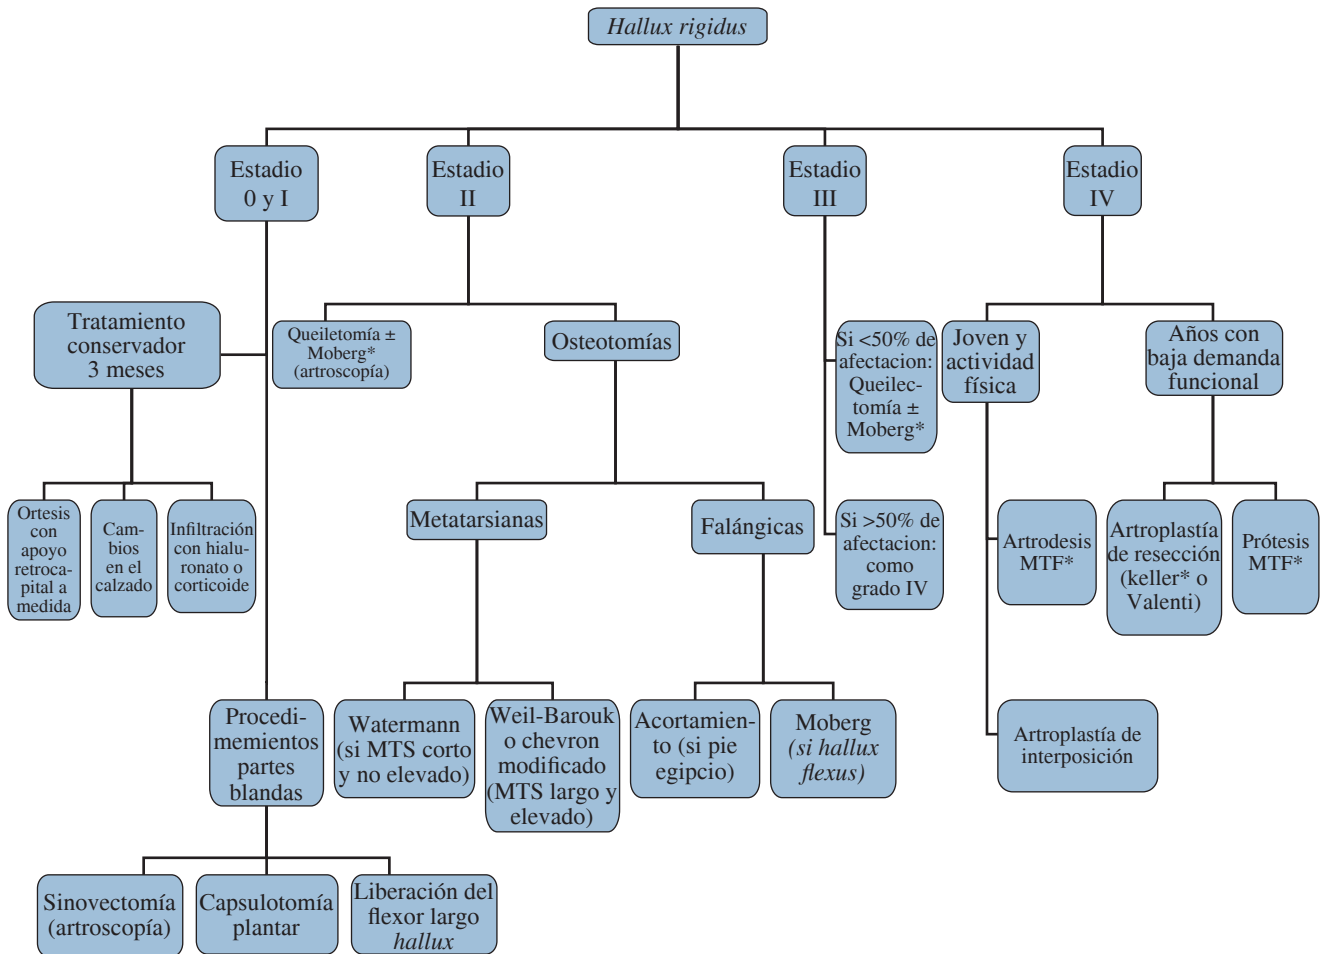 Hallux rigidus
Estadio
0 y I
Estadio
II
Estadio
III
Estadio
IV
Tratamiento
conservador
3 meses
Queiletomía ±
Moberg*
(artroscopía)
Osteotomías
Si <50% de
afectacion:
Queilec-
tomía ±
Moberg*
Joven y
actividad
física
Años con
baja demanda
funcional
Ortesis
con
apoyo
retroca-
pital a
medida
Cam-
bios
en el
calzado
Infiltración
con hialu-
ronato o
corticoide
Metatarsianas
Falángicas
Si >50% de
afectacion:
como
grado IV
Artrodesis
MTF*
Artroplastía
de resección
(keller* o
Valenti)
Prótesis
MTF*
Procedi-
memientos
partes
blandas
Watermann
(si MTS corto
y no elevado)
Weil-Barouk
o chevron
modificado
(MTS largo y
elevado)
Acortamien-
to (si pie
egipcio)
Moberg
(si hallux
flexus)
Artroplastía de
interposición
Sinovectomía
(artroscopía)
Capsulotomía
plantar
Liberación del
flexor largo
hallux